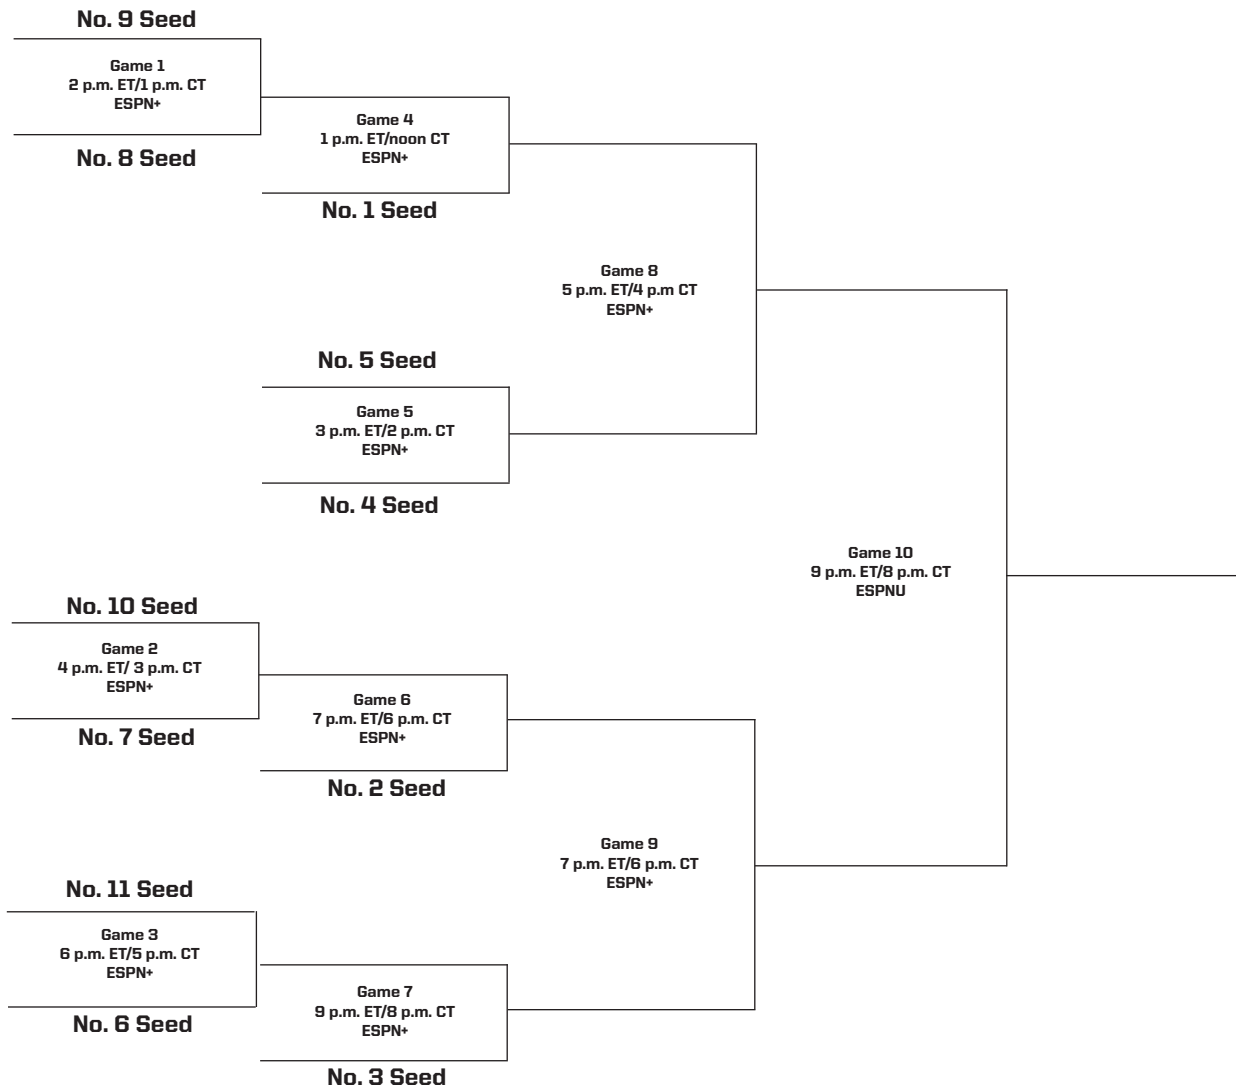 No. 9 Seed
Game 1
2 p.m. ET/1 p.m. CT
ESPN+
No. 8 Seed
Game 4
1 p.m. ET/noon CT
ESPN+
No. 1 Seed
Game 8
5 p.m. ET/4 p.m CT
ESPN+
No. 5 Seed
Game 5
3 p.m. ET/2 p.m. CT
ESPN+
No. 4 Seed
Game 10
9 p.m. ET/8 p.m. CT
ESPNU
No. 10 Seed
Game 2
4 p.m. ET/ 3 p.m. CT
ESPN+
No. 7 Seed
Game 6
7 p.m. ET/6 p.m. CT
ESPN+
No. 2 Seed
Game 9
7 p.m. ET/6 p.m. CT
ESPN+
No. 11 Seed
Game 3
6 p.m. ET/5 p.m. CT
ESPN+
No. 6 Seed
Game 7
9 p.m. ET/8 p.m. CT
ESPN+
No. 3 Seed